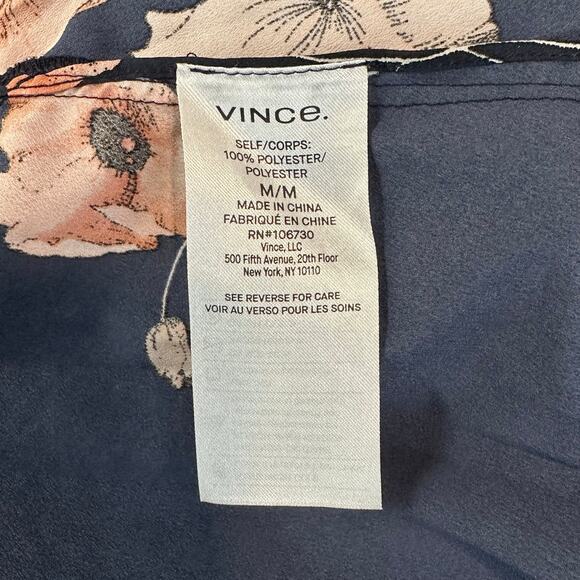 VINCE.
SELF/CORPS:
100% POLYESTER/
POLYESTER
M/M
MADE IN CHINA
FABRIQUÉ EN CHINE
RN#106730
Vince, LLC
500 Fifth Avenue, 20th Floor
New York, NY 10110
SEE REVERSE FOR CARE
VOIR AU VERSO POUR LES SOINS